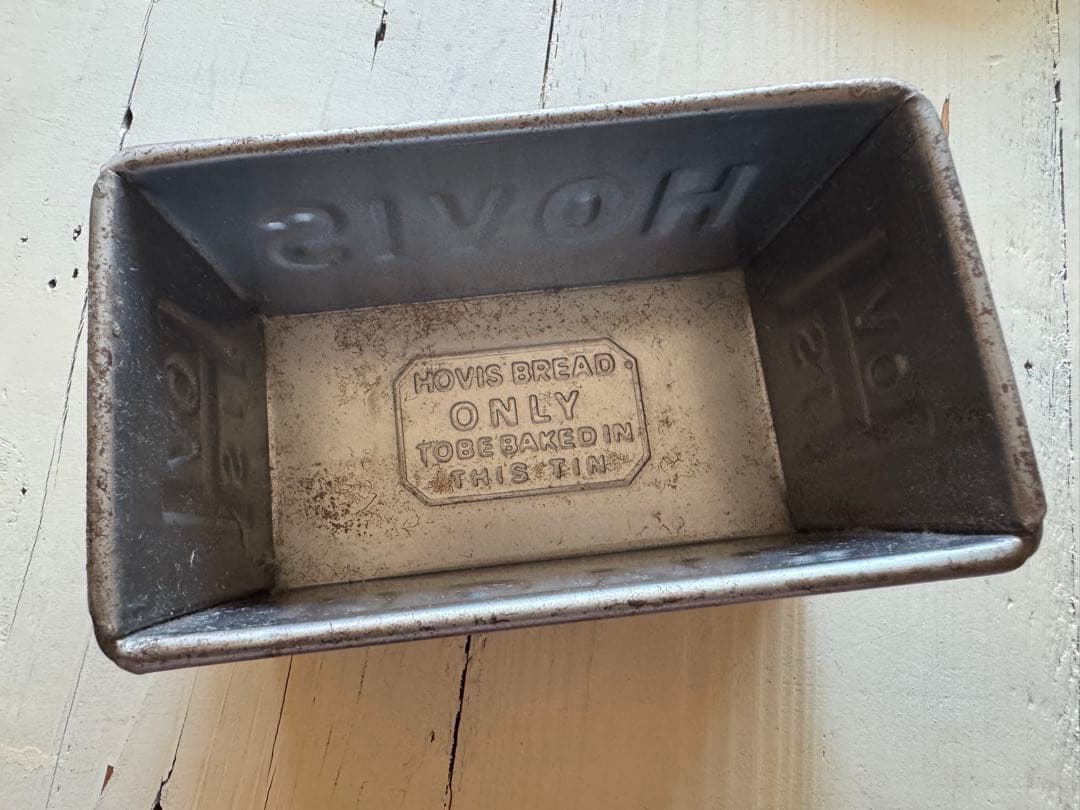 HOVIS
HOVIS BREAD
ONLY
TO BE BAKED IN
THIS TIN